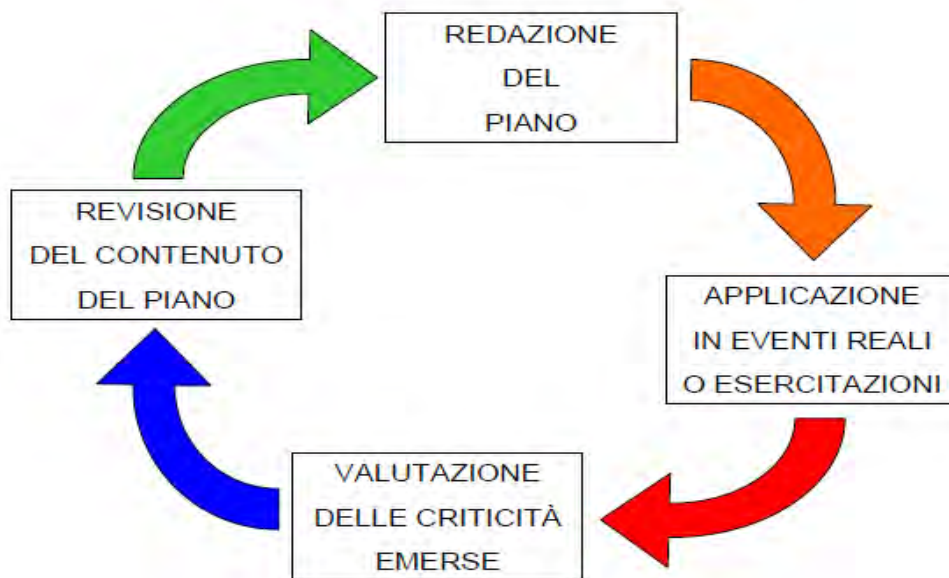 REDAZIONE
DEL
PIANO
APPLICAZIONE
IN EVENTI REALI
O ESERCITAZIONI
VALUTAZIONE
DELLE CRITICITÀ
EMERSE
REVISIONE
DEL CONTENUTO
DEL PIANO